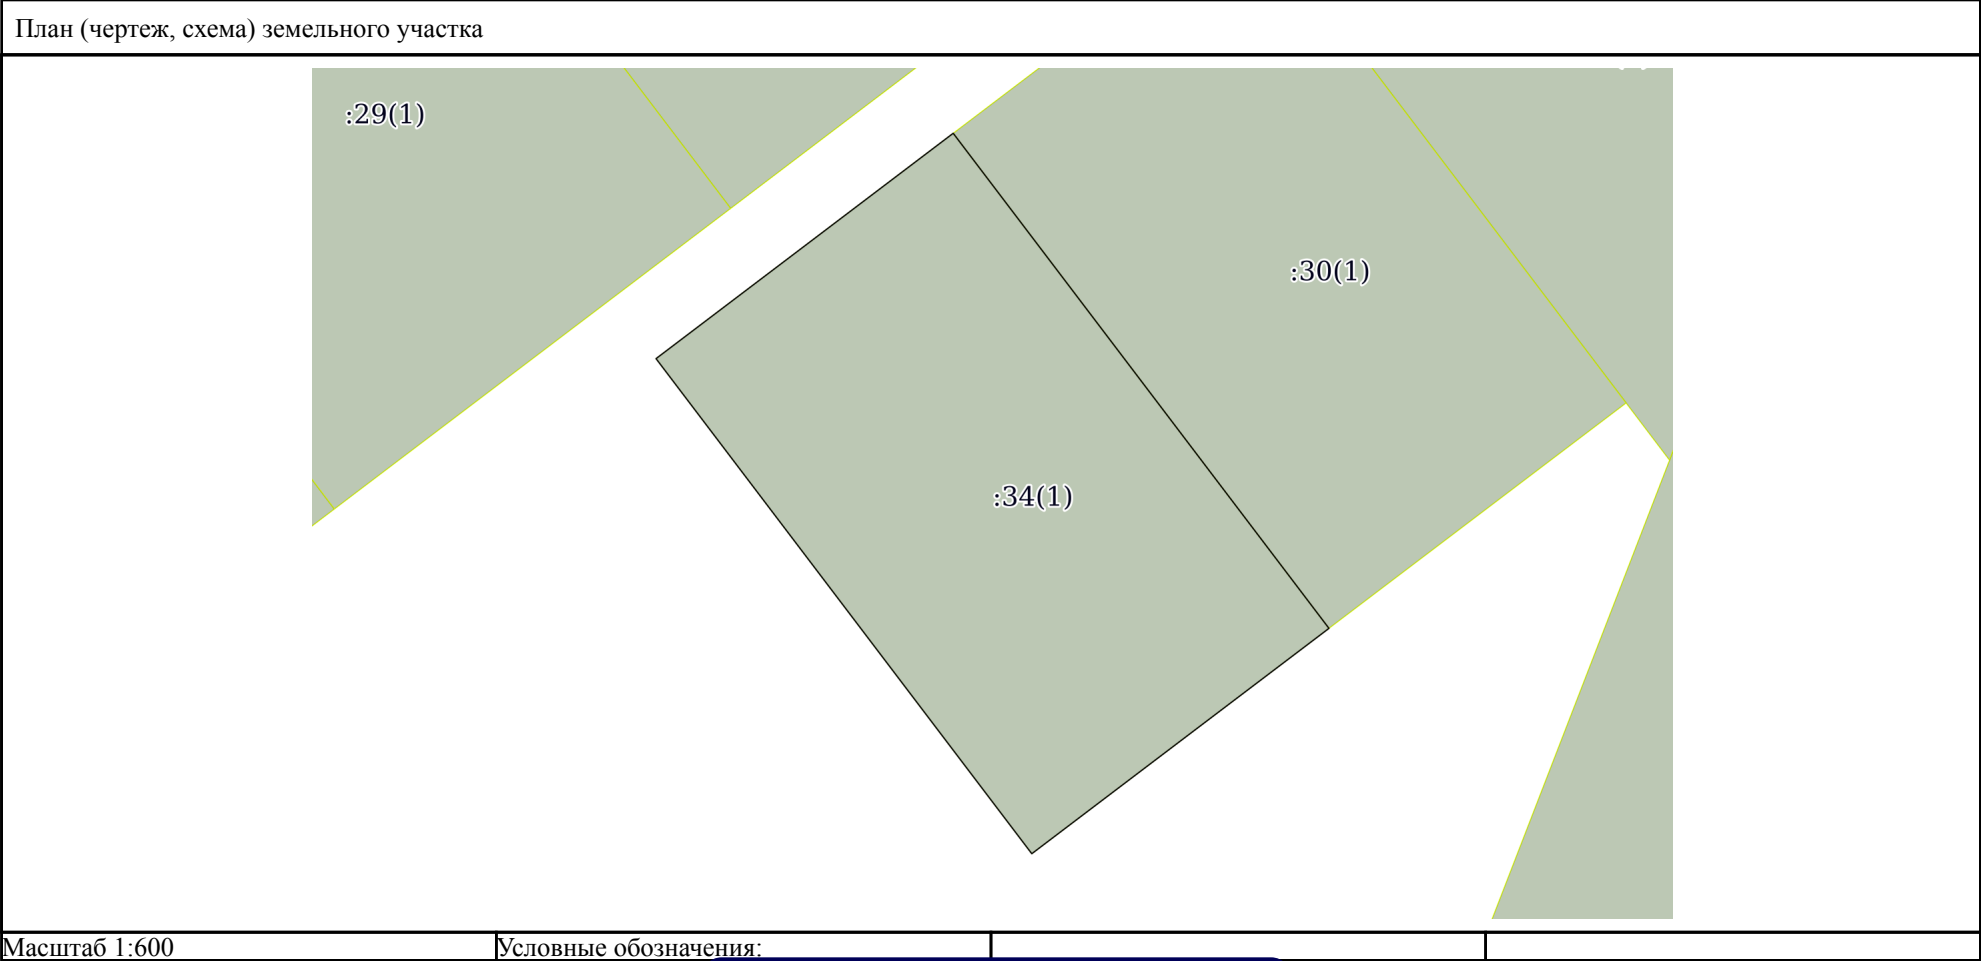 План (чертеж, схема) земельного участка
:29(1)
:30(1)
:34(1)
Масштаб 1:600
Условные обозначения: